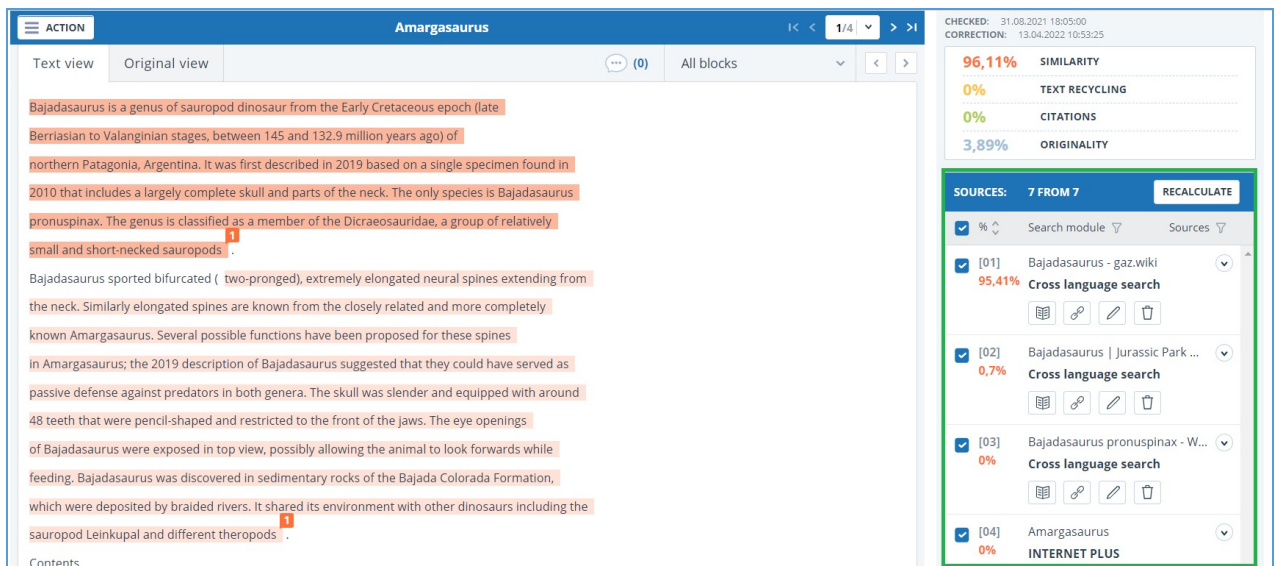 ACTION
Amargasaurus
1/4
Text view
Original view
(0)
All blocks
Bajadasaurus is a genus of sauropod dinosaur from the Early Cretaceous epoch (late
Berriasian to Valanginian stages, between 145 and 132.9 million years ago) of
northern Patagonia, Argentina. It was first described in 2019 based on a single specimen found in
2010 that includes a largely complete skull and parts of the neck. The only species is Bajadasaurus
pronuspinax. The genus is classified as a member of the Dicraeosauridae, a group of relatively
1
small and short-necked sauropods .
Bajadasaurus sported bifurcated ( two-pronged), extremely elongated neural spines extending from
the neck. Similarly elongated spines are known from the closely related and more completely
known Amargasaurus. Several possible functions have been proposed for these spines
in Amargasaurus; the 2019 description of Bajadasaurus suggested that they could have served as
passive defense against predators in both genera. The skull was slender and equipped with around
48 teeth that were pencil-shaped and restricted to the front of the jaws. The eye openings
of Bajadasaurus were exposed in top view, possibly allowing the animal to look forwards while
feeding. Bajadasaurus was discovered in sedimentary rocks of the Bajada Colorada Formation,
which were deposited by braided rivers. It shared its environment with other dinosaurs including the
1
sauropod Leinkupal and different theropods .
Contents
CHECKED: 31.08.2021 18:05:00
CORRECTION: 13.04.2022 10:53:25
96,11% SIMILARITY
0% TEXT RECYCLING
0% CITATIONS
3,89% ORIGINALITY
SOURCES: 7 FROM 7 RECALCULATE
% Search module Sources
[01] Bajadasaurus - gaz.wiki
95,41% Cross language search
[02] Bajadasaurus | Jurassic Park ...
0,7% Cross language search
[03] Bajadasaurus pronuspinax - W...
0% Cross language search
[04] Amargasaurus
0% INTERNET PLUS